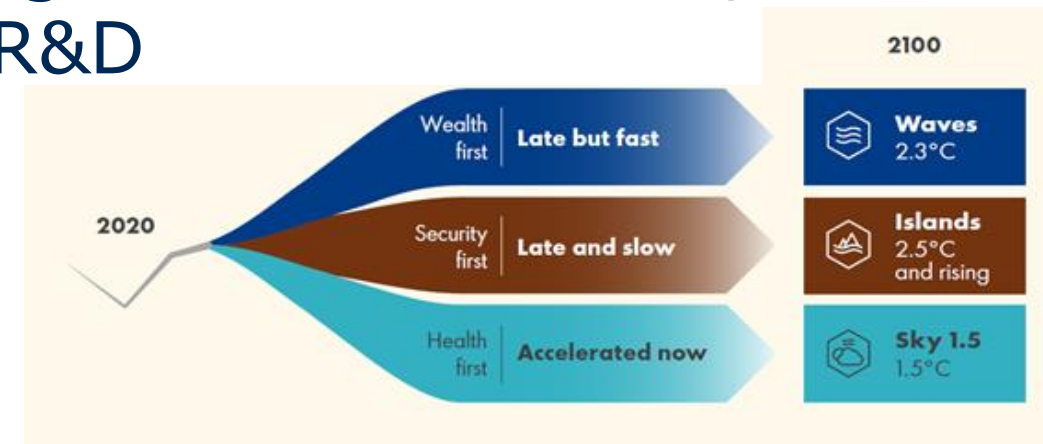 R&D
2100
2020
Wealth
first
Late but fast
Waves
2.3°C
Security
first
Late and slow
Islands
2.5°C
and rising
Health
first
Accelerated now
Sky 1.5
1.5°C